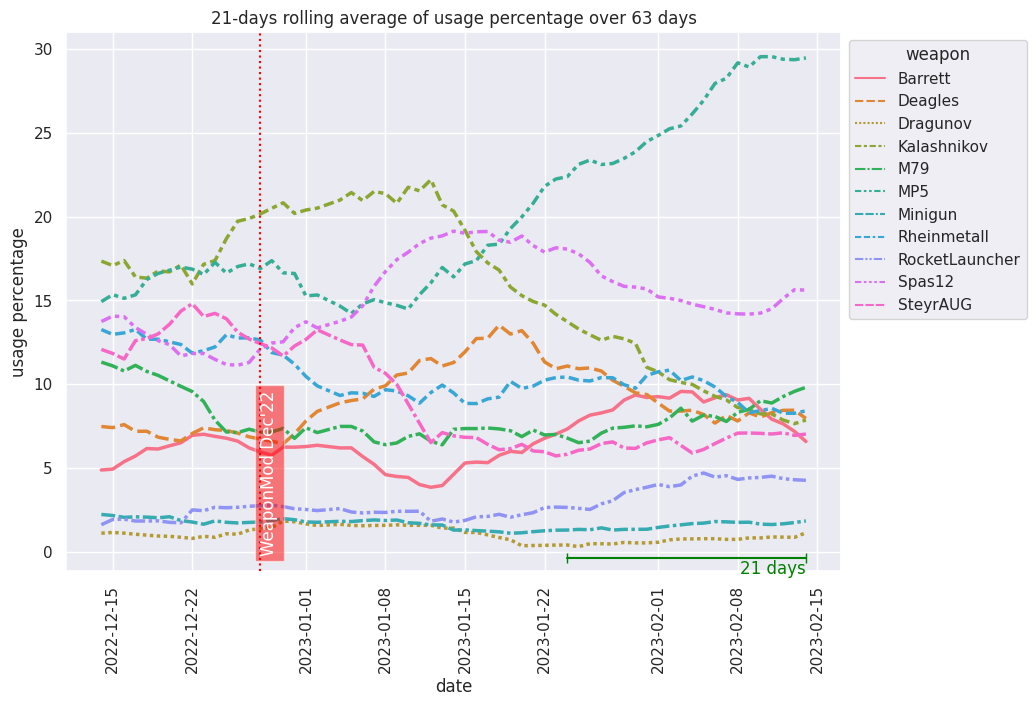 21-days rolling average of usage percentage over 63 days
weapon
Barrett
Deagles
Dragunov
Kalashnikov
M79
MP5
Minigun
Rheinmetall
RocketLauncher
Spas12
SteyrAUG
usage percentage
30
25
20
15
10
5
0
WeaponMod Dec'22
21 days
2022-12-15
2022-12-22
2023-01-01
2023-01-08
2023-01-15
2023-01-22
2023-02-01
2023-02-08
2023-02-15
date